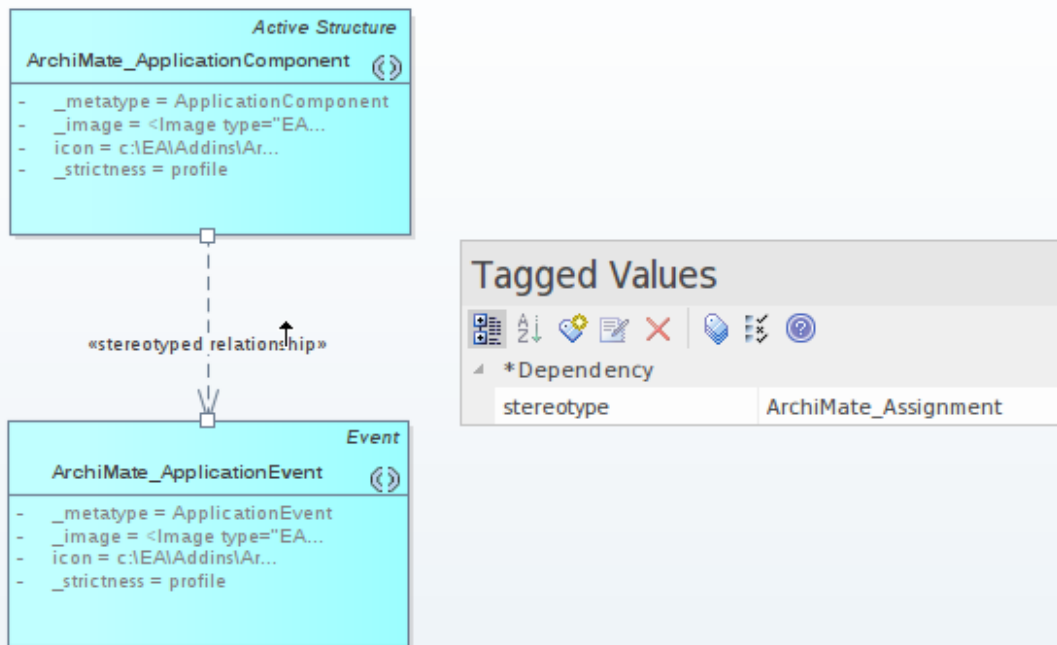 Active Structure
ArchiMate_ApplicationComponent
- _metatype = ApplicationComponent
- _image = <Image type="EA...
- icon = c:\EA\Addins\Ar...
- _strictness = profile
«stereotyped relationship»
Event
ArchiMate_ApplicationEvent
- _metatype = ApplicationEvent
- _image = <Image type="EA...
- icon = c:\EA\Addins\Ar...
- _strictness = profile
Tagged Values
*Dependency
stereotype ArchiMate_Assignment